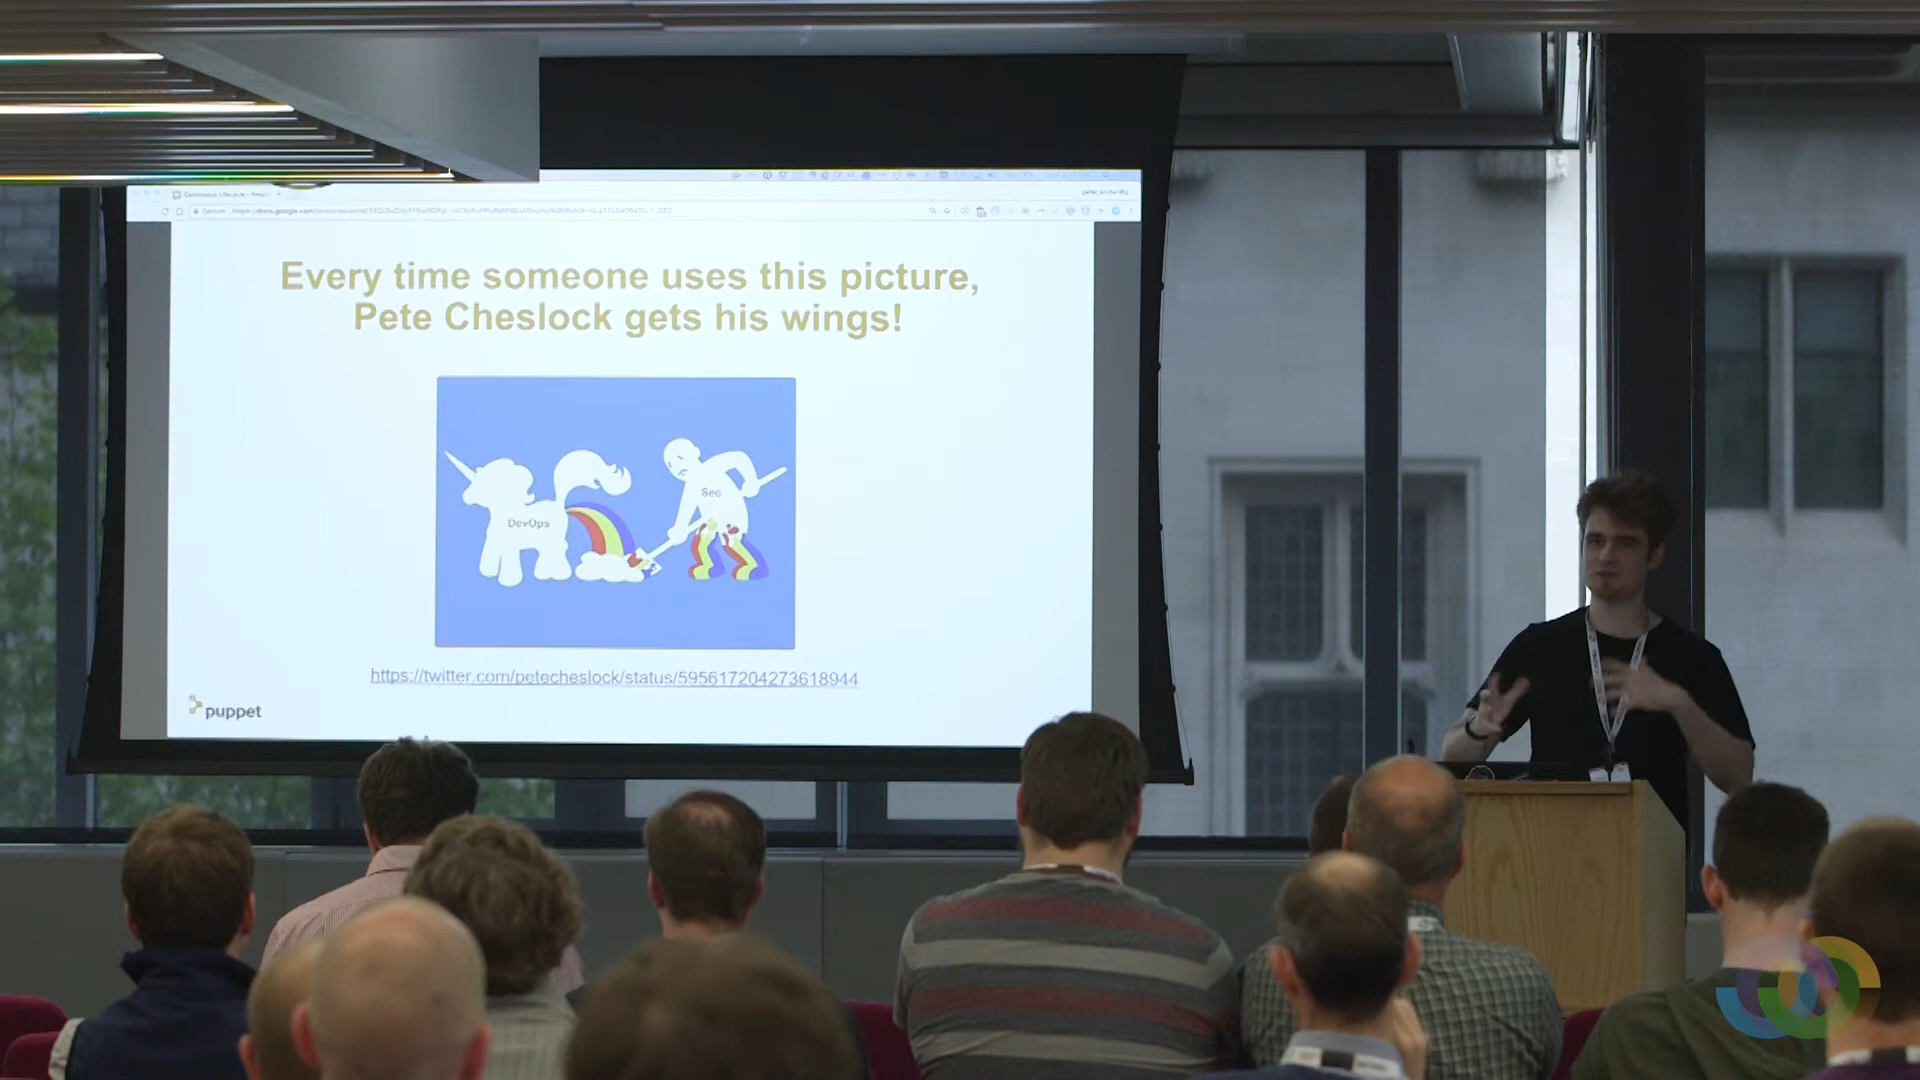 Every time someone uses this picture,
Pete Cheslock gets his wings!
DevOps
Sec
https://twitter.com/petecheslock/status/595617204273618944
puppet